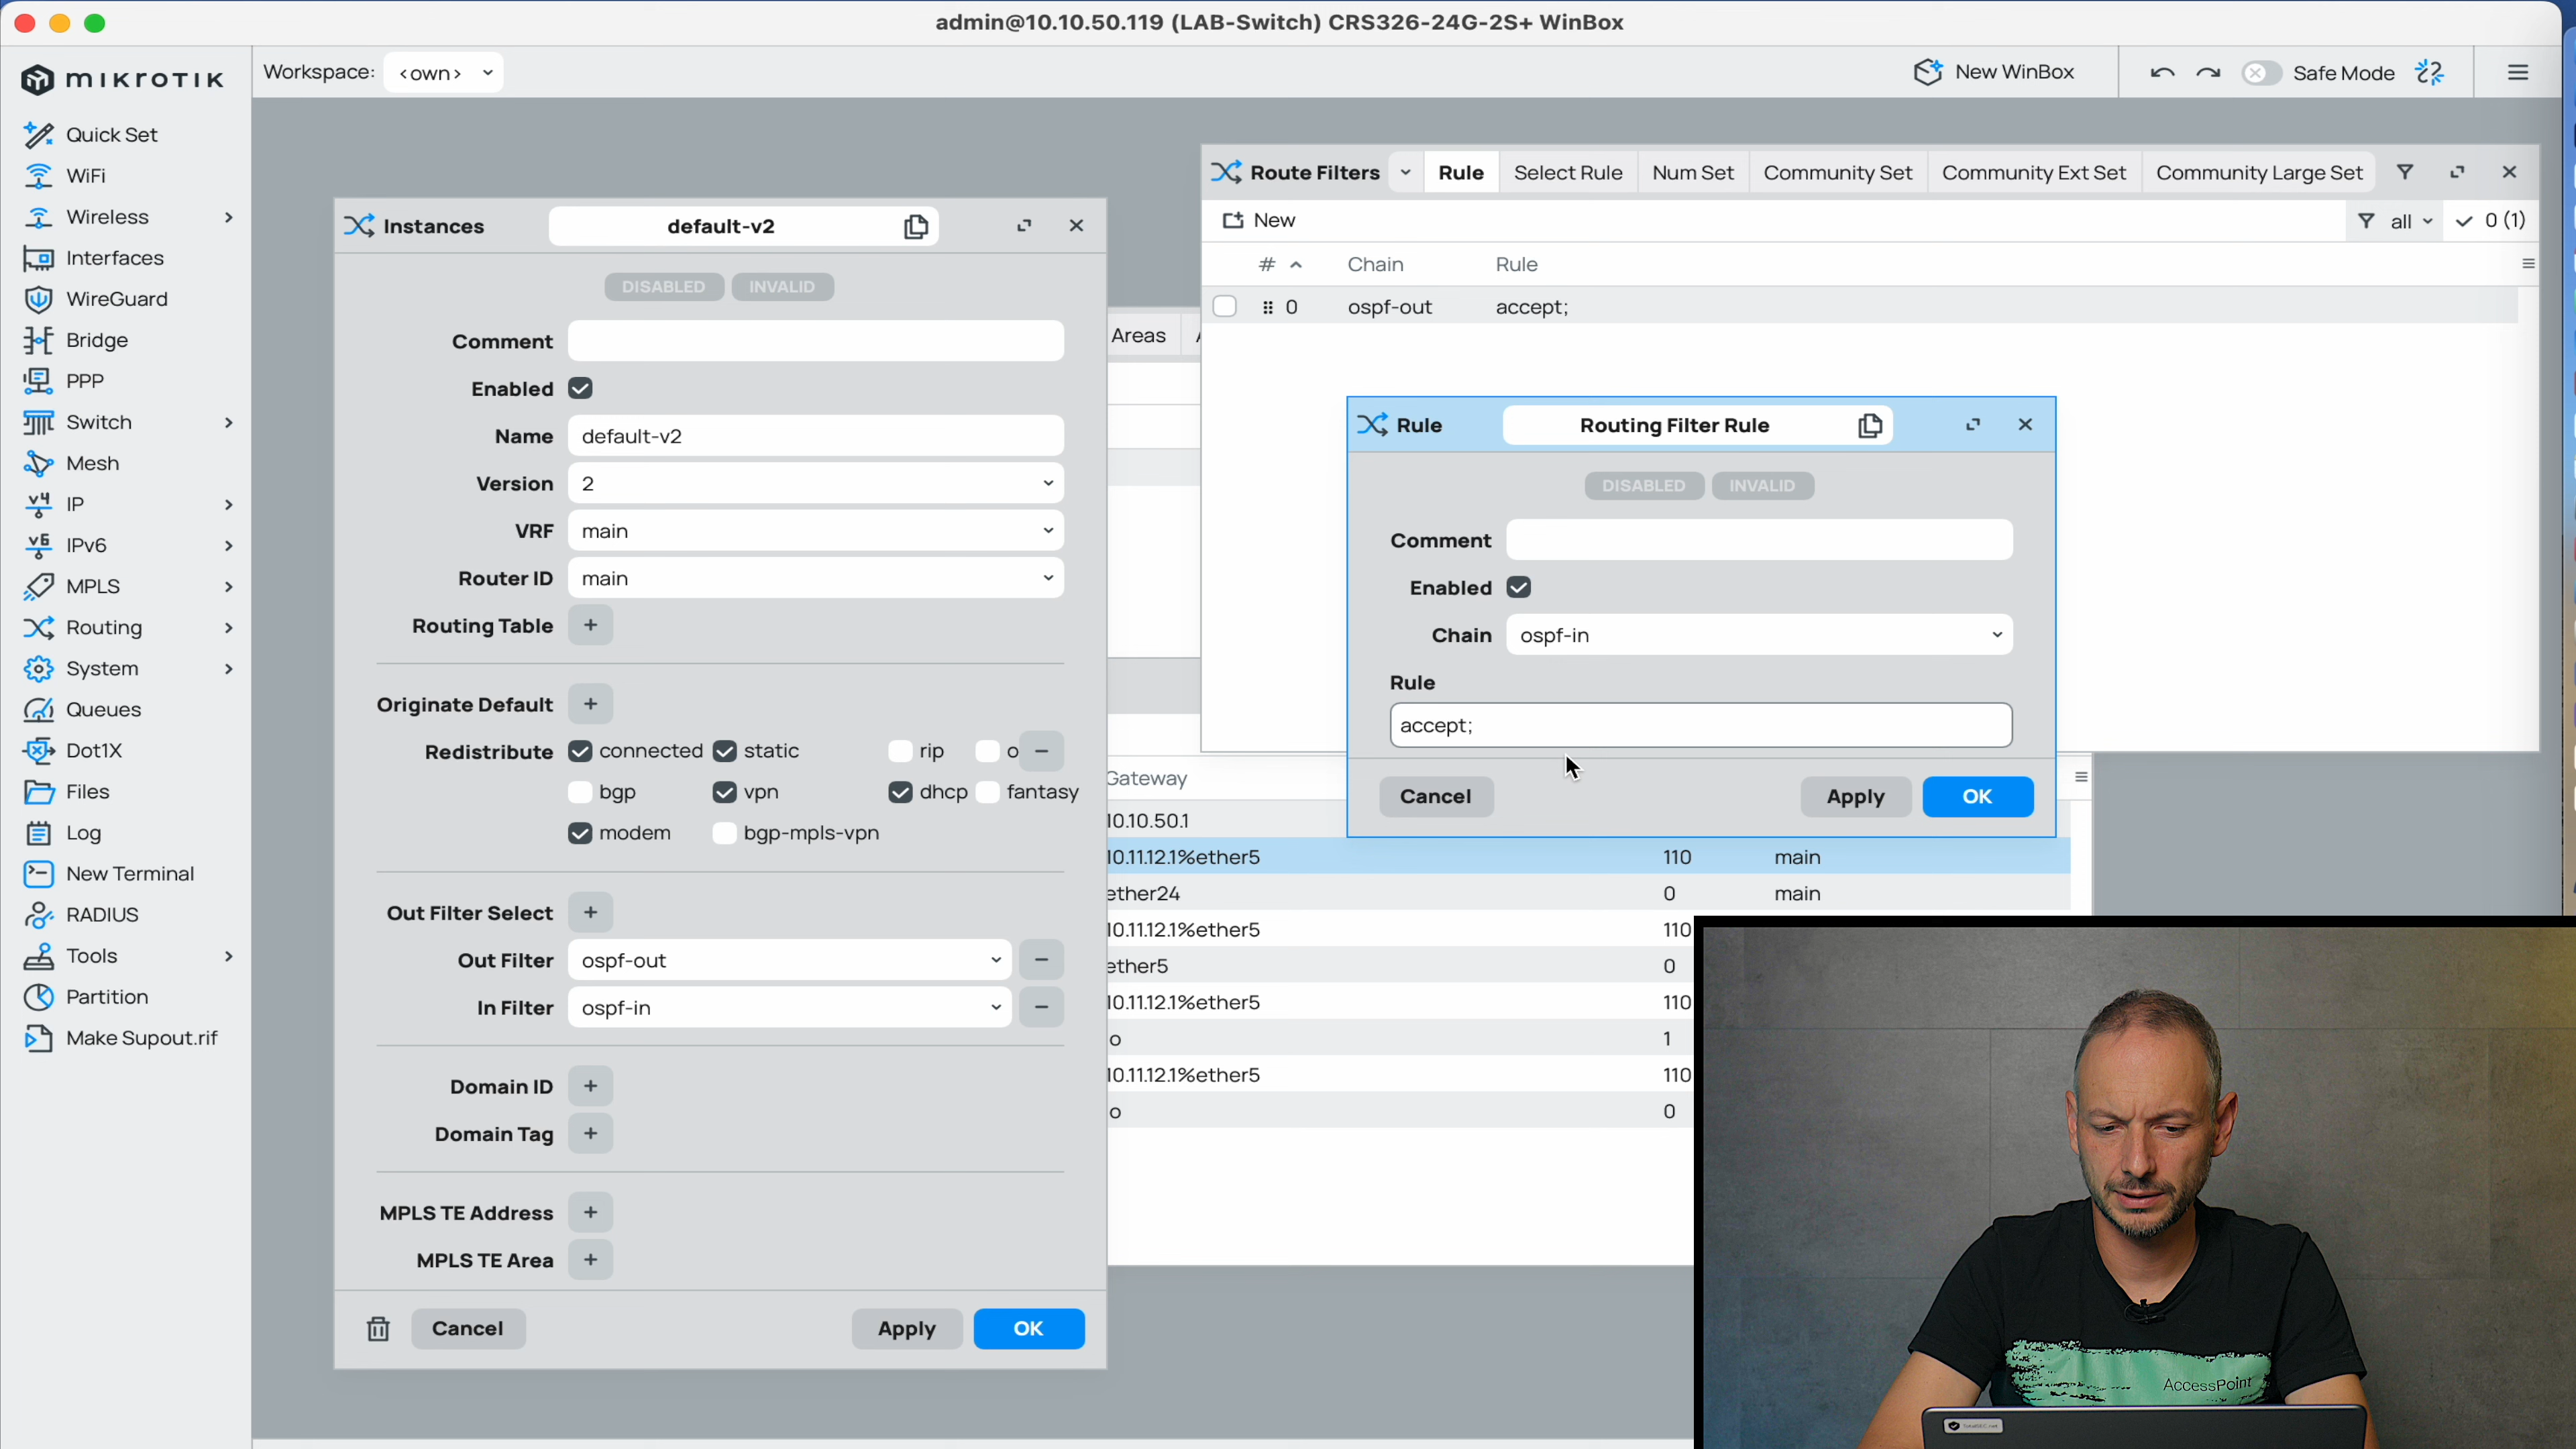 admin@10.10.50.119 (LAB-Switch) CRS326-24G-2S+ WinBox
mikrotik
Workspace: <own>
New WinBox
Safe Mode
Quick Set
WiFi
Wireless
Interfaces
WireGuard
Bridge
PPP
Switch
Mesh
IP
IPv6
MPLS
Routing
System
Queues
Dot1X
Files
Log
New Terminal
RADIUS
Tools
Partition
Make Supout.rif
Instances default-v2
DISABLED INVALID
Comment
Enabled
Name default-v2
Version 2
VRF main
Router ID main
Routing Table +
Originate Default +
Redistribute connected static rip o −
bgp vpn dhcp fantasy
modem bgp-mpls-vpn
Out Filter Select +
Out Filter ospf-out −
In Filter ospf-in −
Domain ID +
Domain Tag +
MPLS TE Address +
MPLS TE Area +
Cancel Apply OK
Areas
Route Filters Rule Select Rule Num Set Community Set Community Ext Set Community Large Set
New all 0 (1)
# Chain Rule
0 ospf-out accept;
Rule Routing Filter Rule
DISABLED INVALID
Comment
Enabled
Chain ospf-in
Rule
accept;
Cancel Apply OK
Gateway
10.10.50.1
10.11.12.1%ether5 110 main
ether24 0 main
10.11.12.1%ether5 110
ether5 0
10.11.12.1%ether5 110
o 1
10.11.12.1%ether5 110
o 0
AccessPoint